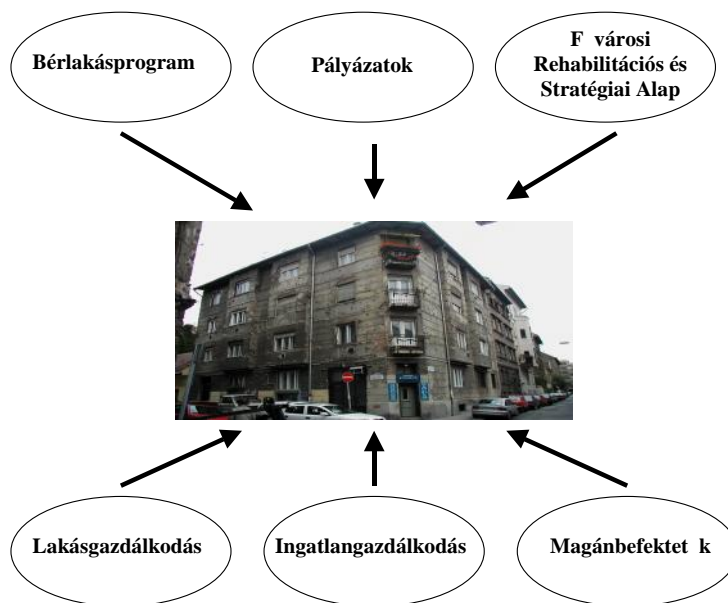 Bérlakásprogram
Pályázatok
F városi
Rehabilitációs és
Stratégiai Alap
Lakásgazdálkodás
Ingatlangazdálkodás
Magánbefektet k